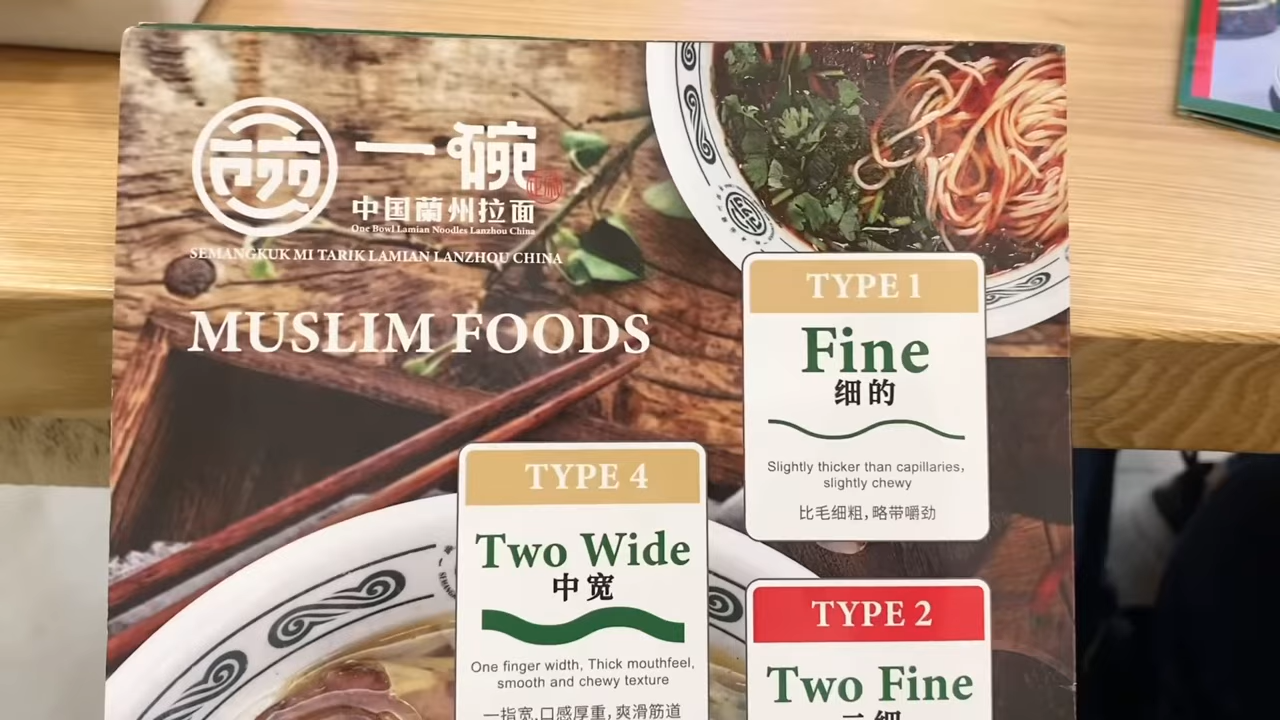 一碗
中国蘭州拉面
One Bowl Lamian Noodles Lanzhou China
SEMANGKUK MI TARIK LAMIAN LANZHOU CHINA
MUSLIM FOODS
TYPE 1
Fine
细的
Slightly thicker than capillaries,
slightly chewy
比毛细粗，略带嚼劲
TYPE 4
Two Wide
中宽
One finger width, Thick mouthfeel,
smooth and chewy texture
一指宽,口感厚重，爽滑筋道
TYPE 2
Two Fine
二细